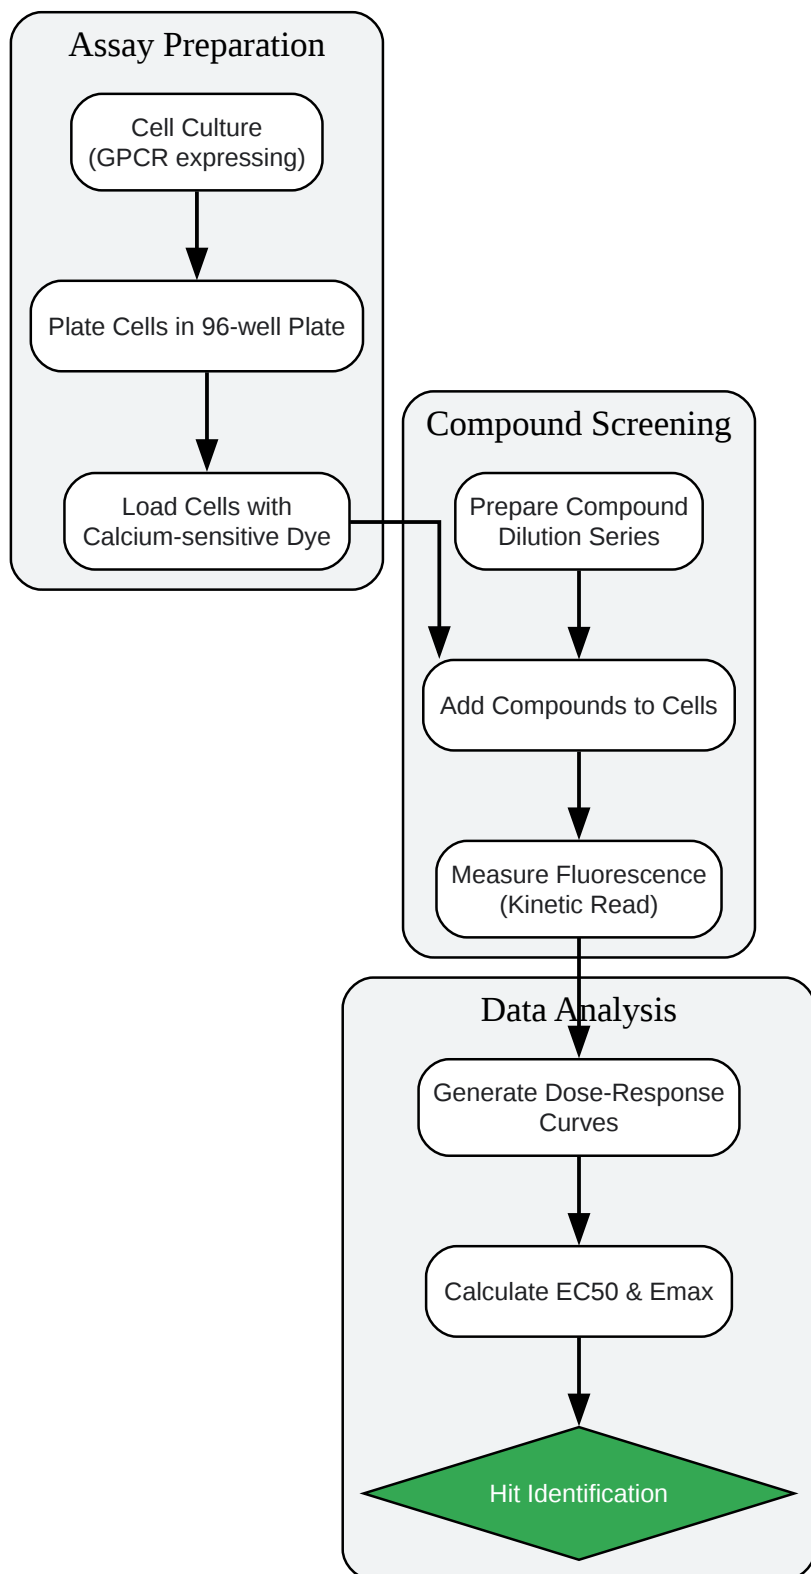 Assay Preparation
Cell Culture
(GPCR expressing)
Plate Cells in 96-well Plate
Load Cells with
Calcium-sensitive Dye
Compound Screening
Prepare Compound
Dilution Series
Add Compounds to Cells
Measure Fluorescence
(Kinetic Read)
Data Analysis
Generate Dose-Response
Curves
Calculate EC50 & Emax
Hit Identification